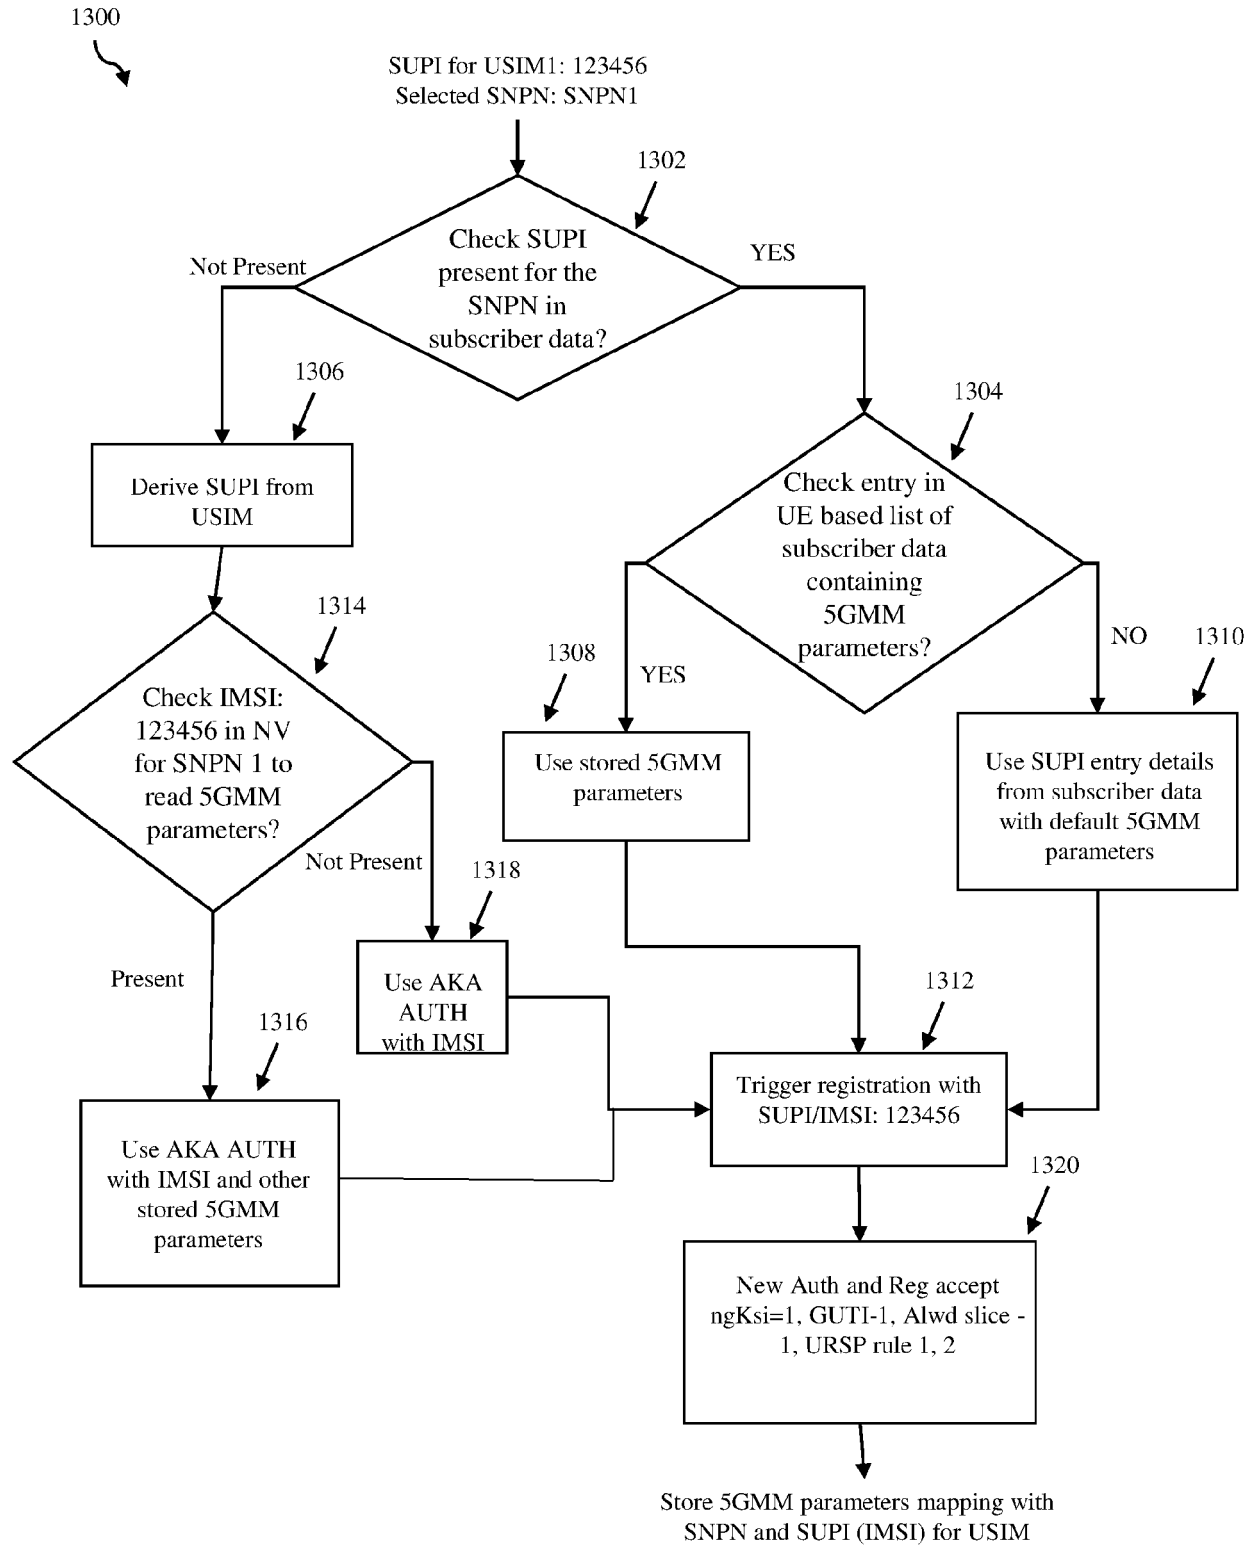 1300
SUPI for USIM1: 123456
Selected SNPN: SNPN1
1302
Check SUPI
present for the
SNPN in
subscriber data?
Not Present
YES
1306
Derive SUPI from
USIM
1304
Check entry in
UE based list of
subscriber data
containing
5GMM
parameters?
1314
Check IMSI:
123456 in NV
for SNPN 1 to
read 5GMM
parameters?
1308
YES
NO
1310
Use stored 5GMM
parameters
Use SUPI entry details
from subscriber data
with default 5GMM
parameters
Not Present
1318
Present
Use AKA
AUTH
with IMSI
1316
Use AKA AUTH
with IMSI and other
stored 5GMM
parameters
1312
Trigger registration with
SUPI/IMSI: 123456
1320
New Auth and Reg accept
ngKsi=1, GUTI-1, Alwd slice -
1, URSP rule 1, 2
Store 5GMM parameters mapping with
SNPN and SUPI (IMSI) for USIM